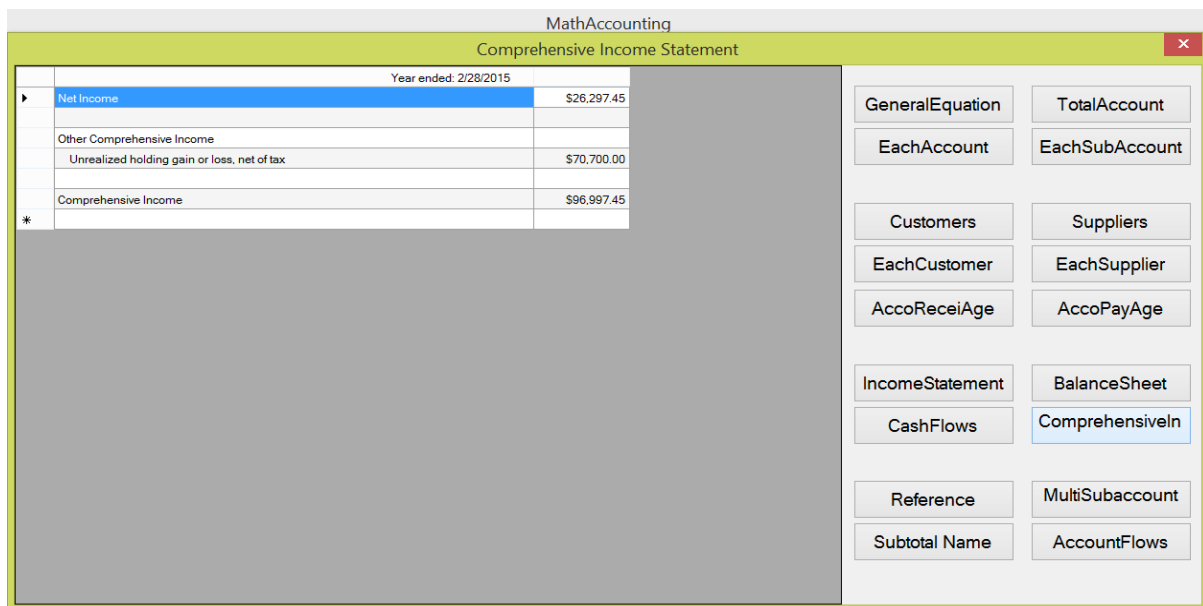 MathAccounting
Comprehensive Income Statement
Year ended: 2/28/2015
Net Income $26,297.45
Other Comprehensive Income
Unrealized holding gain or loss, net of tax $70,700.00
Comprehensive Income $96,997.45
GeneralEquation TotalAccount
EachAccount EachSubAccount
Customers Suppliers
EachCustomer EachSupplier
AccoReceiAge AccoPayAge
IncomeStatement BalanceSheet
CashFlows ComprehensiveIn
Reference MultiSubaccount
Subtotal Name AccountFlows